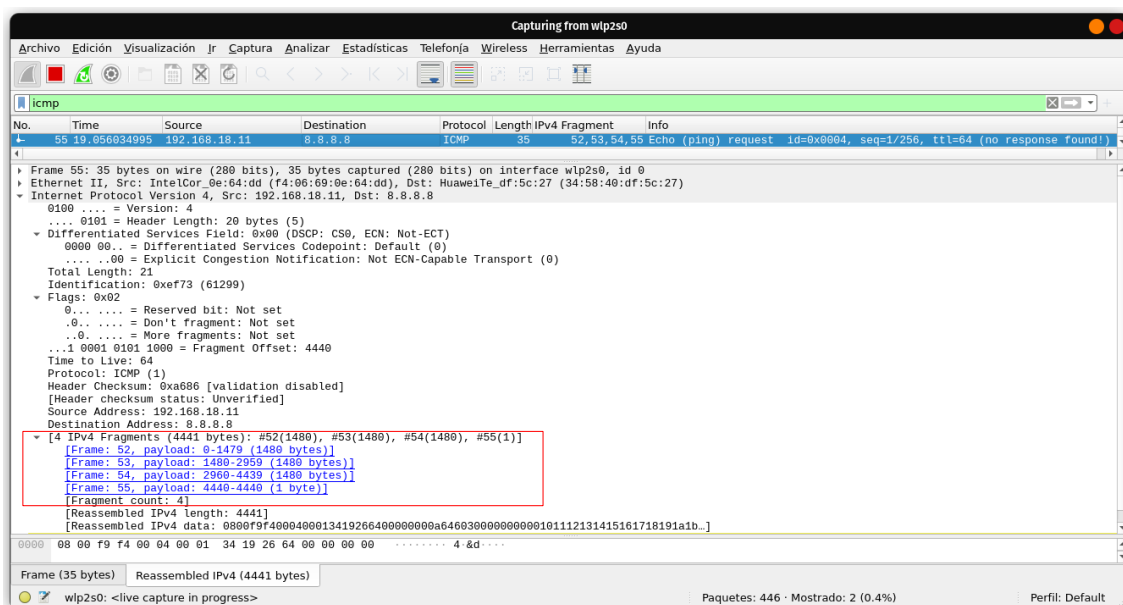 Capturing from wlp2s0
Archivo Edición Visualización Ir Captura Analizar Estadísticas Telefonía Wireless Herramientas Ayuda
icmp
No. Time Source Destination Protocol Length IPv4 Fragment Info
55 19.056034995 192.168.18.11 8.8.8.8 ICMP 35 52,53,54,55 Echo (ping) request id=0x0004, seq=1/256, ttl=64 (no response found!)
Frame 55: 35 bytes on wire (280 bits), 35 bytes captured (280 bits) on interface wlp2s0, id 0
Ethernet II, Src: IntelCor_0e:64:dd (f4:06:69:0e:64:dd), Dst: HuaweiTe_df:5c:27 (34:58:40:df:5c:27)
Internet Protocol Version 4, Src: 192.168.18.11, Dst: 8.8.8.8
0100 .... = Version: 4
.... 0101 = Header Length: 20 bytes (5)
Differentiated Services Field: 0x00 (DSCP: CS0, ECN: Not-ECT)
0000 00.. = Differentiated Services Codepoint: Default (0)
.... ..00 = Explicit Congestion Notification: Not ECN-Capable Transport (0)
Total Length: 21
Identification: 0xef73 (61299)
Flags: 0x02
0... .... = Reserved bit: Not set
.0.. .... = Don't fragment: Not set
..0. .... = More fragments: Not set
...1 0001 0101 1000 = Fragment Offset: 4440
Time to Live: 64
Protocol: ICMP (1)
Header Checksum: 0xa686 [validation disabled]
[Header checksum status: Unverified]
Source Address: 192.168.18.11
Destination Address: 8.8.8.8
[4 IPv4 Fragments (4441 bytes): #52(1480), #53(1480), #54(1480), #55(1)]
[Frame: 52, payload: 0-1479 (1480 bytes)]
[Frame: 53, payload: 1480-2959 (1480 bytes)]
[Frame: 54, payload: 2960-4439 (1480 bytes)]
[Frame: 55, payload: 4440-4440 (1 byte)]
[Fragment count: 4]
[Reassembled IPv4 length: 4441]
[Reassembled IPv4 data: 0800f9f4000400013419266400000000a646030000000000101112131415161718191a1b…]
0000 08 00 f9 f4 00 04 00 01 34 19 26 64 00 00 00 00 ········ 4·&d····
Frame (35 bytes) Reassembled IPv4 (4441 bytes)
wlp2s0: <live capture in progress> Paquetes: 446 · Mostrado: 2 (0.4%) Perfil: Default